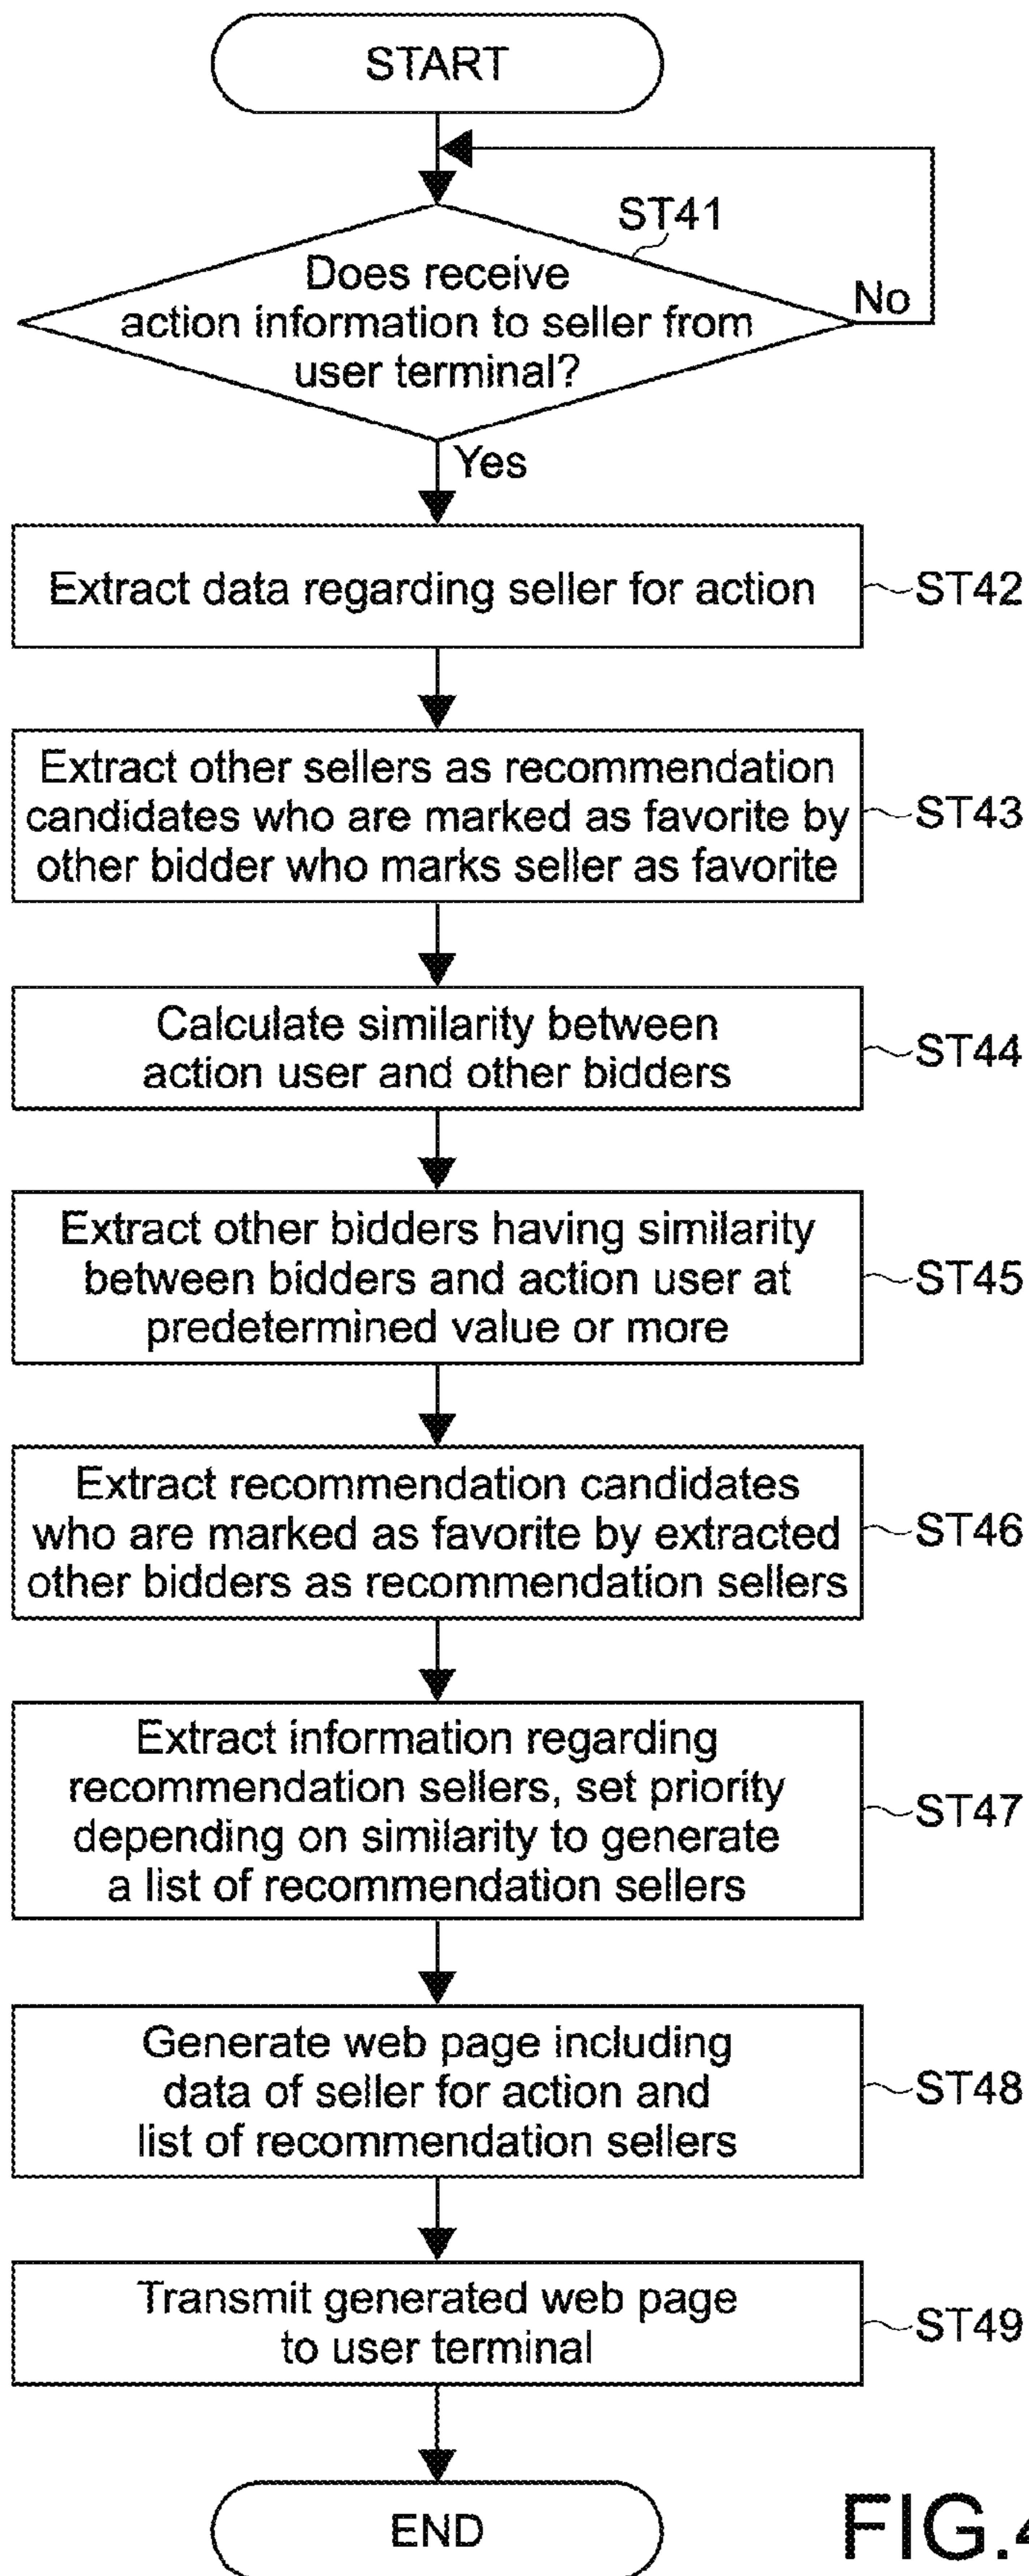 START
ST41
Does receive
action information to seller from
user terminal?
No
Yes
Extract data regarding seller for action
ST42
Extract other sellers as recommendation
candidates who are marked as favorite by
other bidder who marks seller as favorite
ST43
Calculate similarity between
action user and other bidders
ST44
Extract other bidders having similarity
between bidders and action user at
predetermined value or more
ST45
Extract recommendation candidates
who are marked as favorite by extracted
other bidders as recommendation sellers
ST46
Extract information regarding
recommendation sellers, set priority
depending on similarity to generate
a list of recommendation sellers
ST47
Generate web page including
data of seller for action and
list of recommendation sellers
ST48
Transmit generated web page
to user terminal
ST49
END
FIG.4